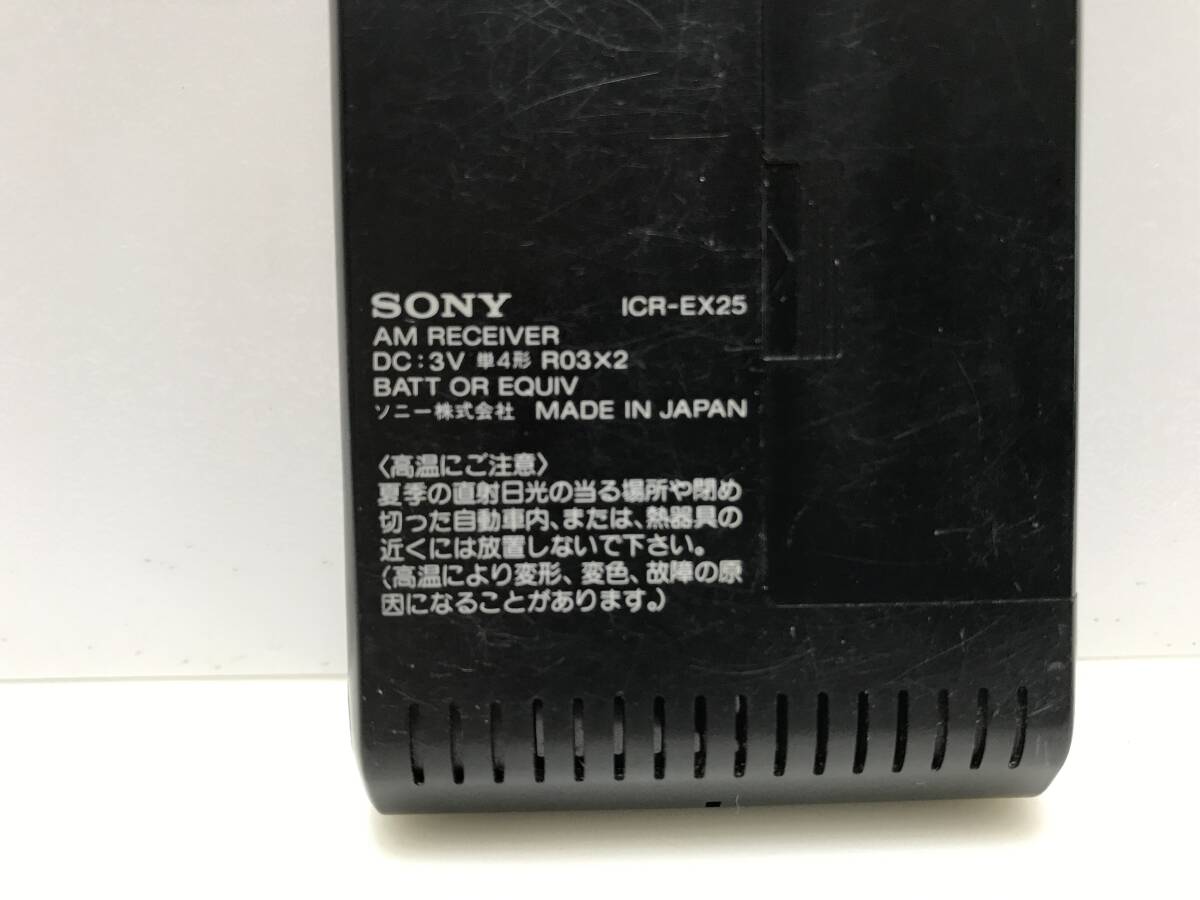 SONY ICR-EX25
AM RECEIVER
DC:3V 単4形 R03×2
BATT OR EQUIV
ソニー株式会社 MADE IN JAPAN
〈高温にご注意〉
夏季の直射日光の当る場所や閉め
切った自動車内、または、熱器具の
近くには放置しないで下さい。
(高温により変形、変色、故障の原
因になることがあります。)